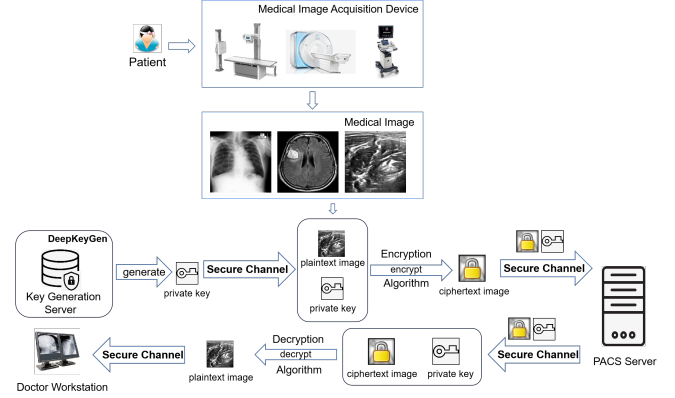 Medical Image Acquisition Device
Patient
Medical Image
DeepKeyGen
Key Generation
Server
generate
private key
Secure Channel
plaintext image
private key
Encryption
encrypt
Algorithm
ciphertext image
Secure Channel
PACS Server
Secure Channel
ciphertext image
private key
Decryption
decrypt
Algorithm
plaintext image
Secure Channel
Doctor Workstation